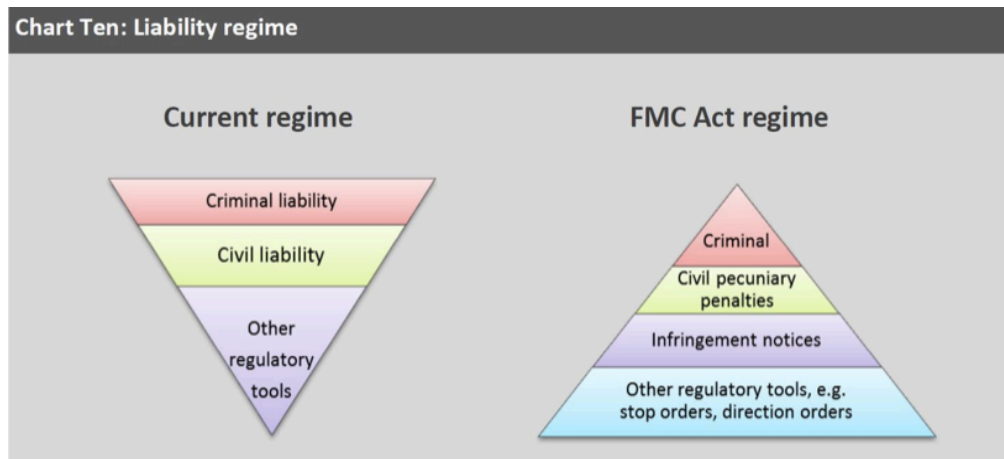 Chart Ten: Liability regime
Current regime
Criminal liability
Civil liability
Other
regulatory
tools
FMC Act regime
Criminal
Civil pecuniary
penalties
Infringement notices
Other regulatory tools, e.g.
stop orders, direction orders